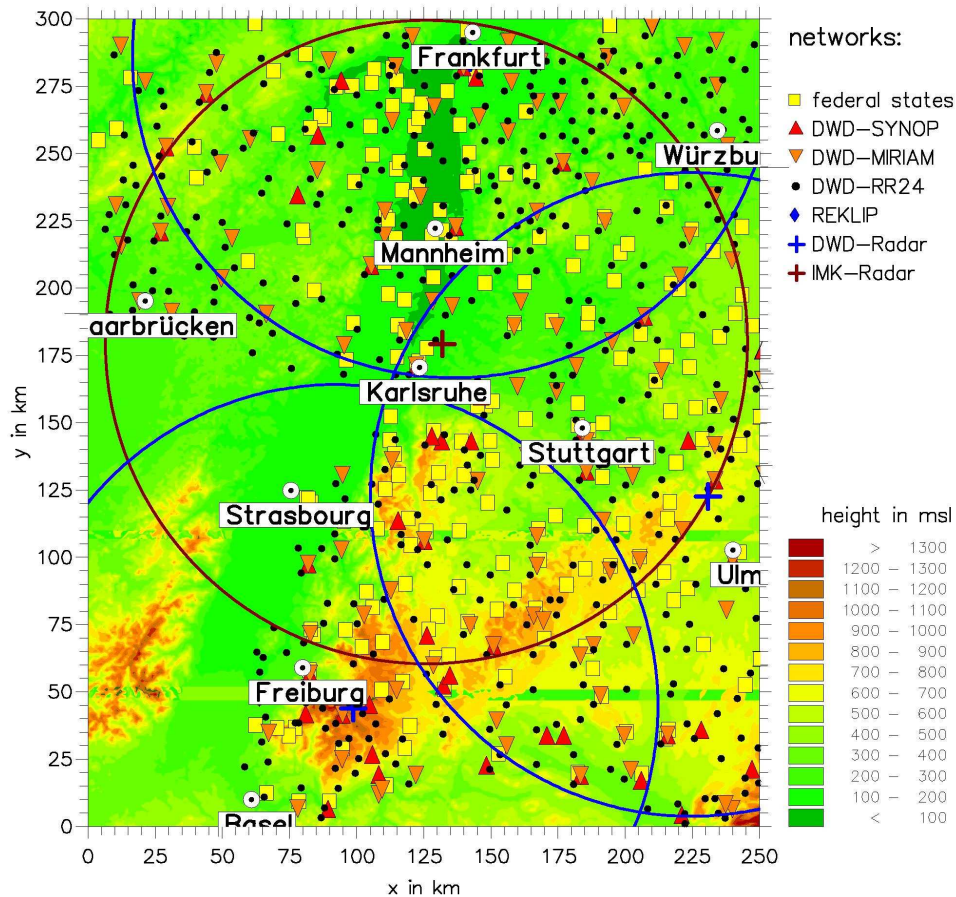 networks:
federal states
DWD-SYNOP
DWD-MIRIAM
DWD-RR24
REKLIP
DWD-Radar
IMK-Radar
Frankfurt
Würzbu
Mannheim
aarbrücken
Karlsruhe
Stuttgart
Strasbourg
Ulm
Freiburg
Basel
300
275
250
225
200
175
150
125
100
75
50
25
0
y in km
0 25 50 75 100 125 150 175 200 225 250
x in km
height in msl
> 1300
1200 - 1300
1100 - 1200
1000 - 1100
900 - 1000
800 - 900
700 - 800
600 - 700
500 - 600
400 - 500
300 - 400
200 - 300
100 - 200
< 100